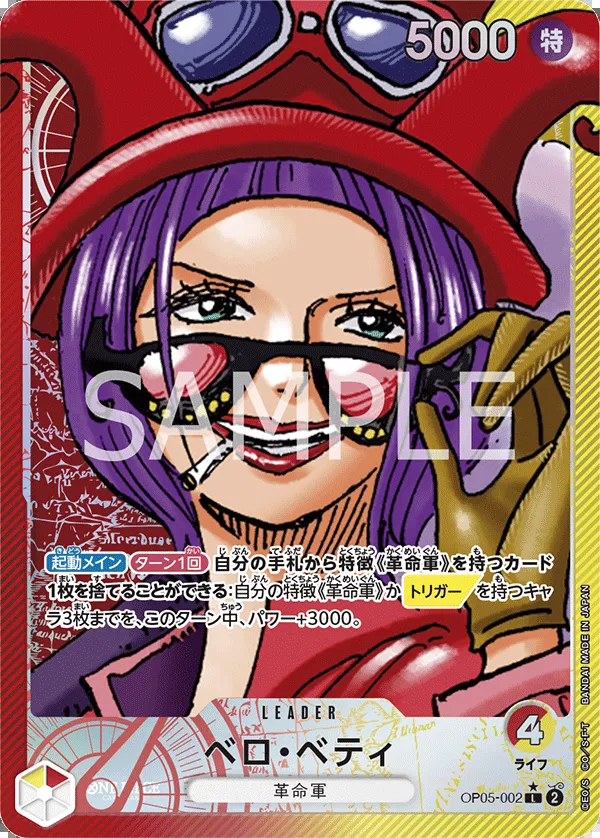 5000 特
SAMPLE
起動メイン ターン1回 自分の手札から特徴《革命軍》を持つカード
1枚を捨てることができる:自分の特徴《革命軍》か トリガー を持つキャ
ラ3枚までを、このターン中、パワー+3000。
LEADER
ベロ・ベティ
革命軍
4
ライフ
OP05-002 L ★ 2
©E.O/S CO/S・F・T BANDAI MADE IN JAPAN